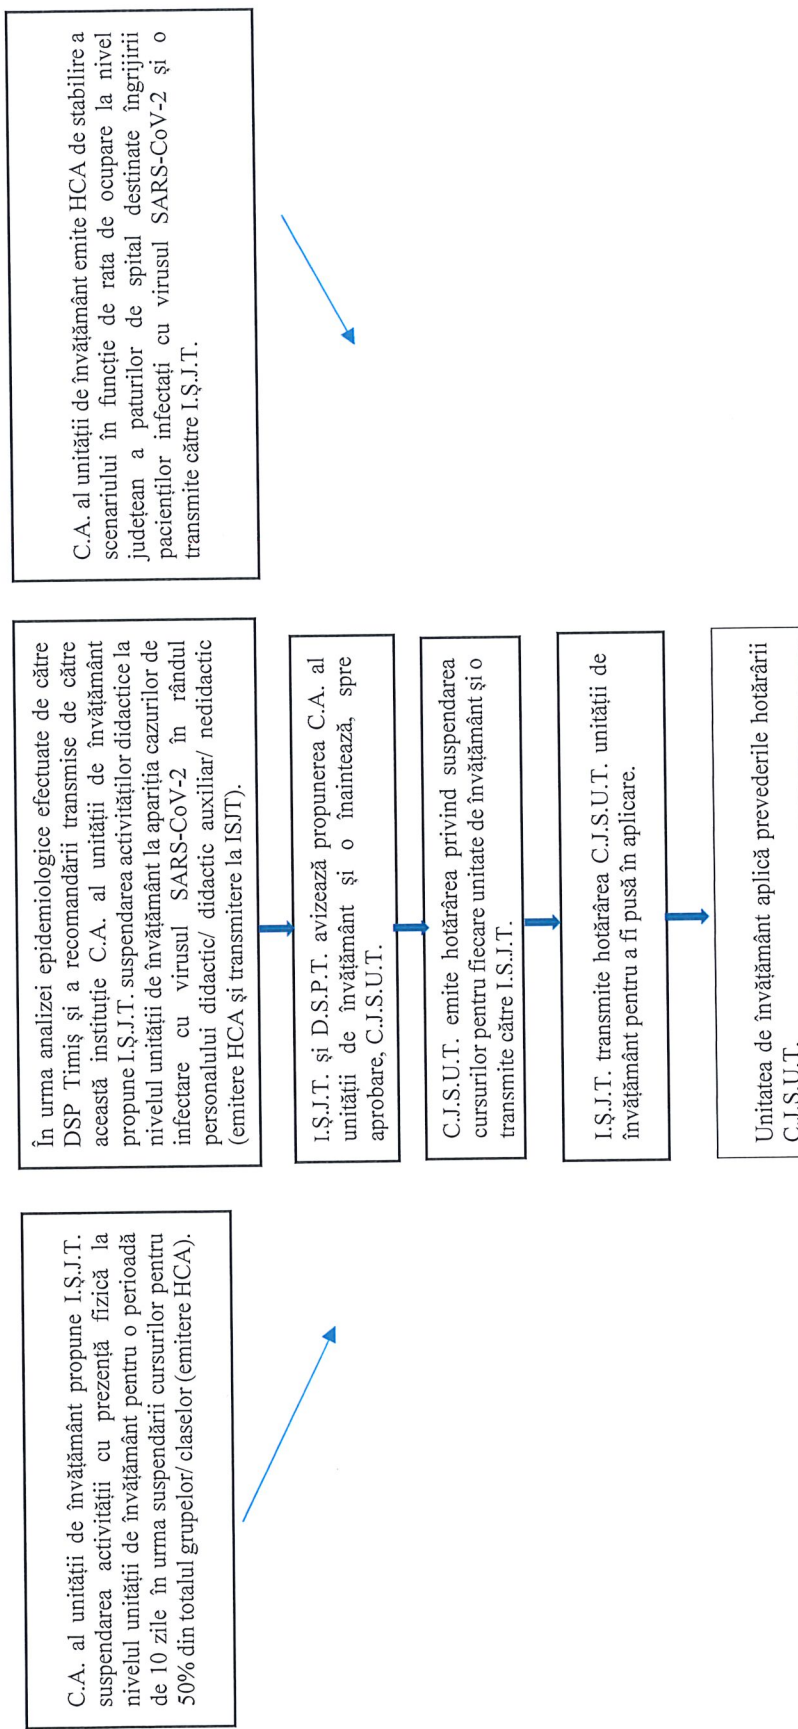 C.A. al unității de învățământ propune I.Ș.J.T.
suspendarea activității cu prezență fizică la
nivelul unității de învățământ pentru o perioadă
de 10 zile în urma suspendării cursurilor pentru
50% din totalul grupelor/ claselor (emitere HCA).
În urma analizei epidemiologice efectuate de către
DSP Timiș și a recomandării transmise de către
această instituție C.A. al unității de învățământ
propune I.Ș.J.T. suspendarea activităților didactice la
nivelul unității de învățământ la apariția cazurilor de
infectare cu virusul SARS-CoV-2 în rândul
personalului didactic/ didactic auxiliar/ nedidactic
(emitere HCA și transmitere la ISJT).
C.A. al unității de învățământ emite HCA de stabilire a
scenariului în funcție de rata de ocupare la nivel
județean a paturilor de spital destinate îngrijirii
pacienților infectați cu virusul SARS-CoV-2 și o
transmite către I.Ș.J.T.
I.Ș.J.T. și D.S.P.T. avizează propunerea C.A. al
unității de învățământ și o înaintează, spre
aprobare, C.J.S.U.T.
C.J.S.U.T. emite hotărârea privind suspendarea
cursurilor pentru fiecare unitate de învățământ și o
transmite către I.S.J.T.
I.Ș.J.T. transmite hotărârea C.J.S.U.T. unității de
învățământ pentru a fi pusă în aplicare.
Unitatea de învățământ aplică prevederile hotărârii
C.J.S.U.T.